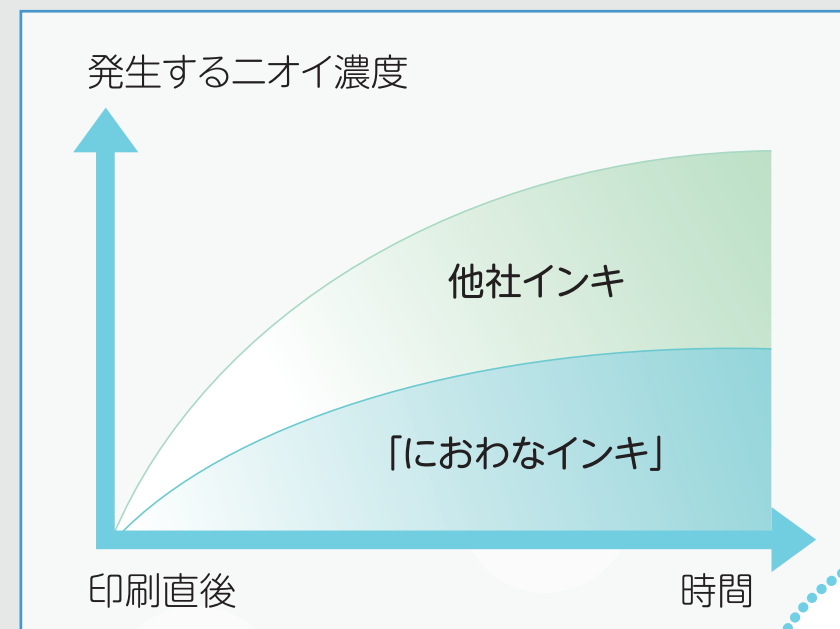 発生するニオイ濃度
他社インキ
「におわなインキ」
印刷直後
時間